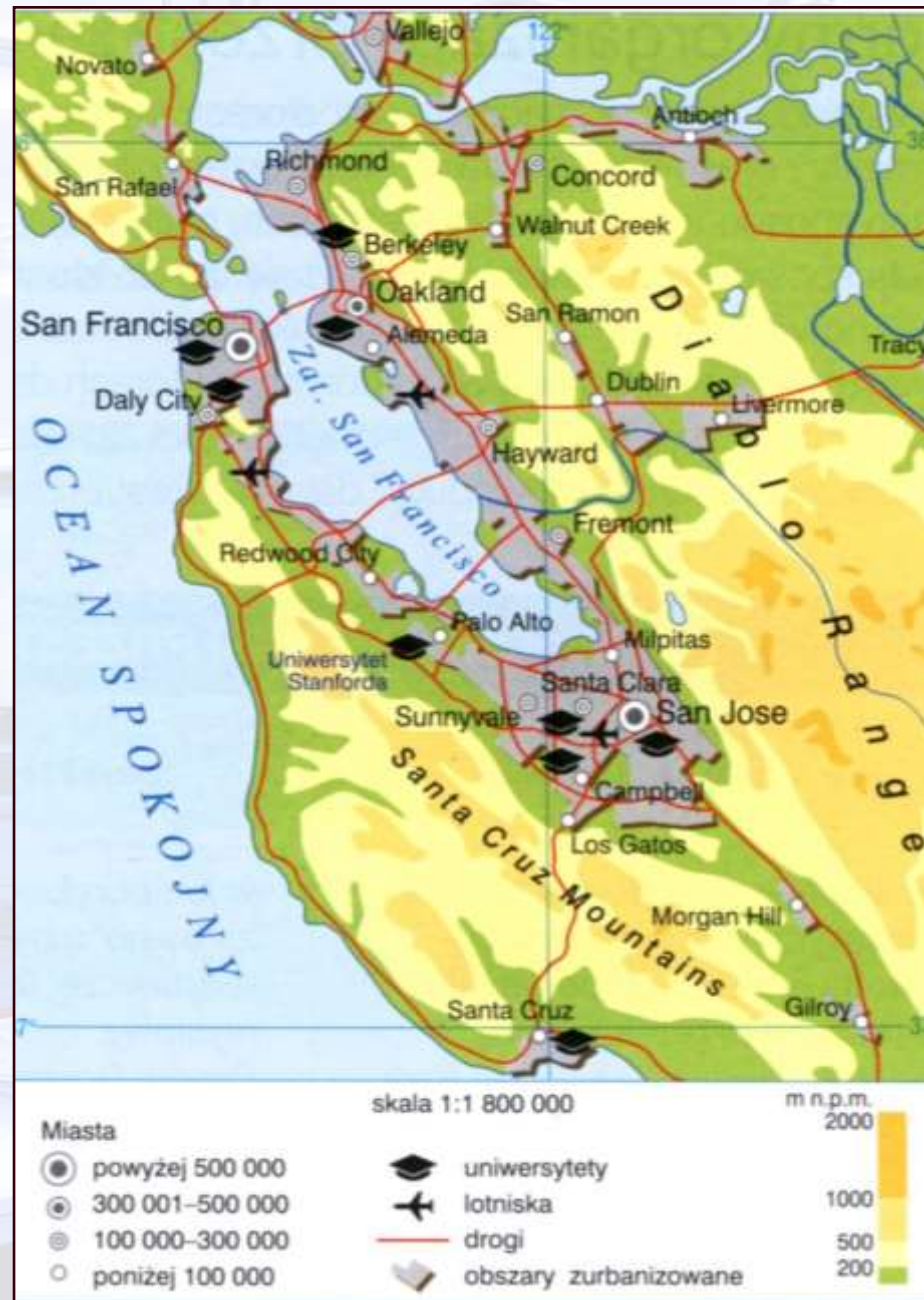 Vallejo
122°
Novato
Antioch
Richmond
San Rafael
Concord
Walnut Creek
Berkeley
Oakland
San Francisco
Alameda
San Ramon
Tracy
Zat. San Francisco
Diablo Range
Daly City
Dublin
Livermore
Hayward
OCEAN SPOKOJNY
Fremont
Redwood City
Palo Alto
Milpitas
Uniwersytet
Stanforda
Santa Clara
Sunnyvale
San Jose
Campbell
Los Gatos
Santa Cruz Mountains
Morgan Hill
Santa Cruz
Gilroy
7°
skala 1:1 800 000
m n.p.m.
Miasta
powyżej 500 000
300 001–500 000
100 000–300 000
poniżej 100 000
uniwersytety
lotniska
drogi
obszary zurbanizowane
2000
1000
500
200